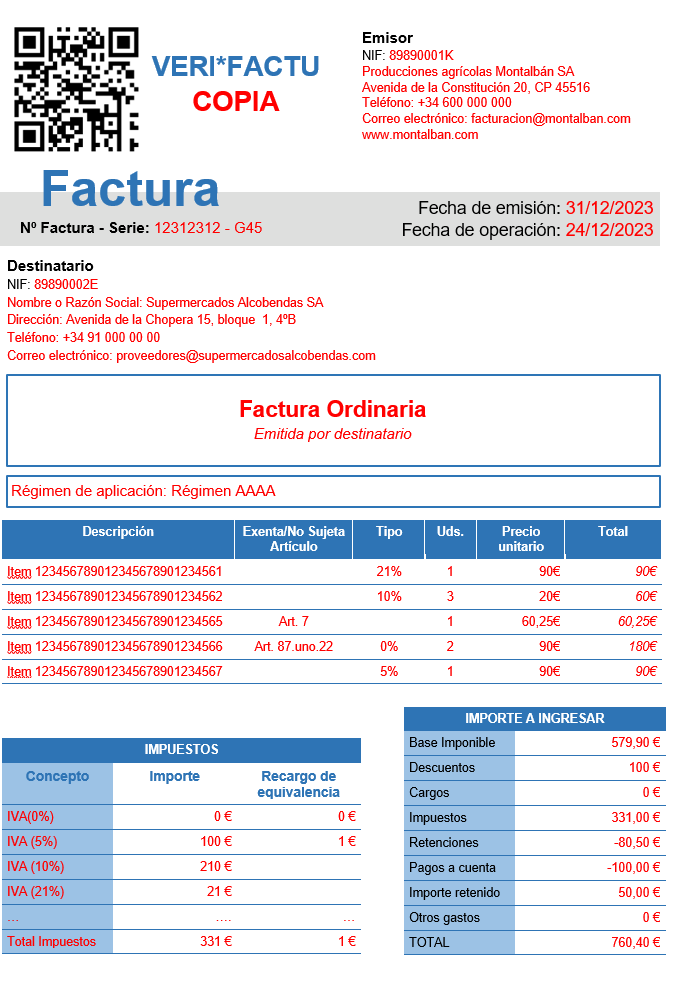 VERI*FACTU
COPIA
Emisor
NIF: 89890001K
Producciones agrícolas Montalbán SA
Avenida de la Constitución 20, CP 45516
Teléfono: +34 600 000 000
Correo electrónico: facturacion@montalban.com
www.montalban.com
Factura
Nº Factura - Serie: 12312312 - G45
Fecha de emisión: 31/12/2023
Fecha de operación: 24/12/2023
Destinatario
NIF: 89890002E
Nombre o Razón Social: Supermercados Alcobendas SA
Dirección: Avenida de la Chopera 15, bloque 1, 4ºB
Teléfono: +34 91 000 00 00
Correo electrónico: proveedores@supermercadosalcobendas.com
Factura Ordinaria
Emitida por destinatario
Régimen de aplicación: Régimen AAAA
Descripción Exenta/No Sujeta Artículo Tipo Uds. Precio unitario Total
Item 123456789012345678901234561 21% 1 90€ 90€
Item 123456789012345678901234562 10% 3 20€ 60€
Item 123456789012345678901234565 Art. 7 1 60,25€ 60,25€
Item 123456789012345678901234566 Art. 87.uno.22 0% 2 90€ 180€
Item 123456789012345678901234567 5% 1 90€ 90€
IMPUESTOS
Concepto Importe Recargo de equivalencia
IVA(0%) 0 € 0 €
IVA (5%) 100 € 1 €
IVA (10%) 210 €
IVA (21%) 21 €
... .... ...
Total Impuestos 331 € 1 €
IMPORTE A INGRESAR
Base Imponible 579,90 €
Descuentos 100 €
Cargos 0 €
Impuestos 331,00 €
Retenciones -80,50 €
Pagos a cuenta -100,00 €
Importe retenido 50,00 €
Otros gastos 0 €
TOTAL 760,40 €